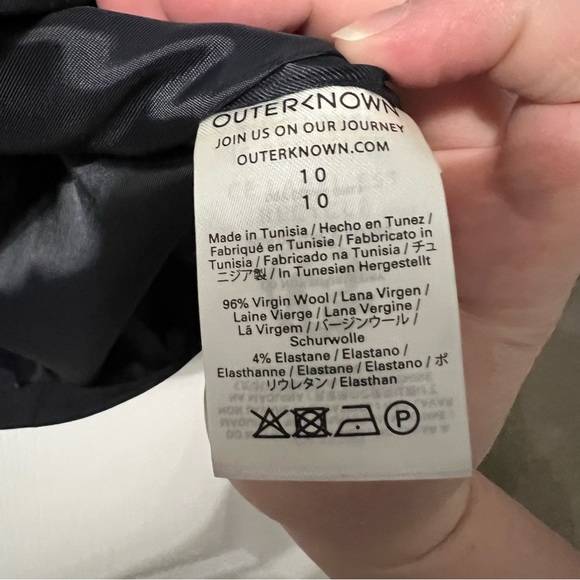 OUTERKNOWN
JOIN US ON OUR JOURNEY
OUTERKNOWN.COM
10
10
Made in Tunisia / Hecho en Tunez /
Fabriqué en Tunisie / Fabbricato in
Tunisia / Fabricado na Tunisia / チュ
ニジア製 / In Tunesien Hergestellt
96% Virgin Wool / Lana Virgen /
Laine Vierge / Lana Vergine /
Lã Virgem / バージンウール /
Schurwolle
4% Elastane / Elastano /
Elasthanne / Elastane / Elastano / ポ
リウレタン / Elasthan
P